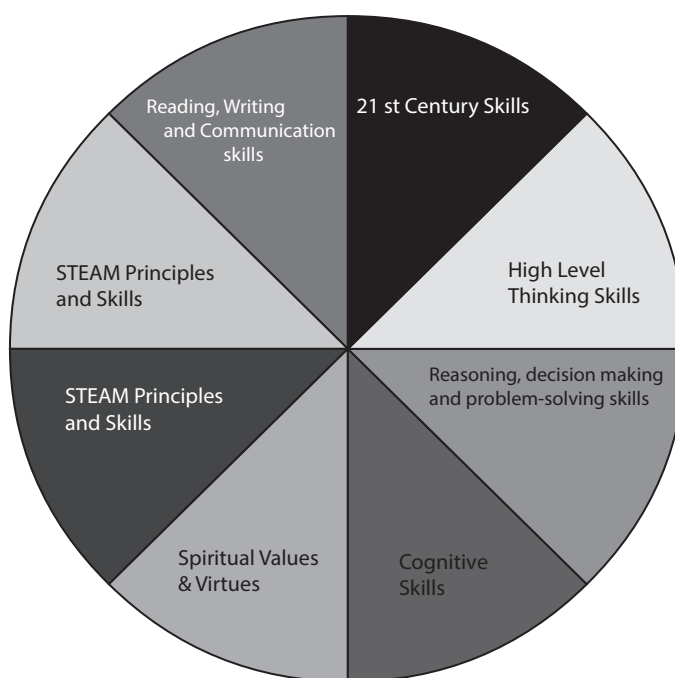 Reading, Writing
and Communication
skills
21 st Century Skills
STEAM Principles
and Skills
High Level
Thinking Skills
STEAM Principles
and Skills
Reasoning, decision making
and problem-solving skills
Spiritual Values
& Virtues
Cognitive
Skills